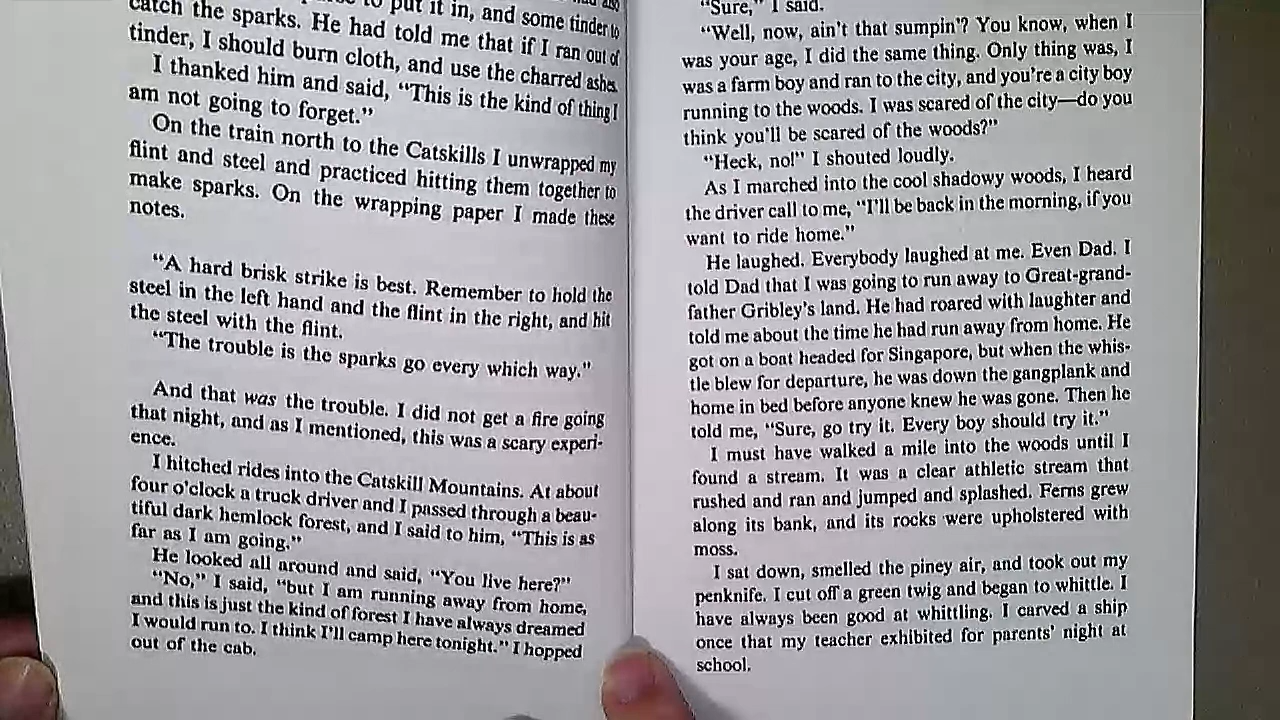 to put it in, and some tinder to
catch the sparks. He had told me that if I ran out of
tinder, I should burn cloth, and use the charred ashes.
I thanked him and said, “This is the kind of thing I
am not going to forget.”
On the train north to the Catskills I unwrapped my
flint and steel and practiced hitting them together to
make sparks. On the wrapping paper I made these
notes.
“A hard brisk strike is best. Remember to hold the
steel in the left hand and the flint in the right, and hit
the steel with the flint.
“The trouble is the sparks go every which way.”
And that was the trouble. I did not get a fire going
that night, and as I mentioned, this was a scary experi-
ence.
I hitched rides into the Catskill Mountains. At about
four o’clock a truck driver and I passed through a beau-
tiful dark hemlock forest, and I said to him, “This is as
far as I am going.”
He looked all around and said, “You live here?”
“No,” I said, “but I am running away from home,
and this is just the kind of forest I have always dreamed
I would run to. I think I’ll camp here tonight.” I hopped
out of the cab.
“Sure,” I said.
“Well, now, ain’t that sumpin’? You know, when I
was your age, I did the same thing. Only thing was, I
was a farm boy and ran to the city, and you’re a city boy
running to the woods. I was scared of the city—do you
think you’ll be scared of the woods?”
“Heck, no!” I shouted loudly.
As I marched into the cool shadowy woods, I heard
the driver call to me, “I’ll be back in the morning, if you
want to ride home.”
He laughed. Everybody laughed at me. Even Dad. I
told Dad that I was going to run away to Great-grand-
father Gribley’s land. He had roared with laughter and
told me about the time he had run away from home. He
got on a boat headed for Singapore, but when the whis-
tle blew for departure, he was down the gangplank and
home in bed before anyone knew he was gone. Then he
told me, “Sure, go try it. Every boy should try it.”
I must have walked a mile into the woods until I
found a stream. It was a clear athletic stream that
rushed and ran and jumped and splashed. Ferns grew
along its bank, and its rocks were upholstered with
moss.
I sat down, smelled the piney air, and took out my
penknife. I cut off a green twig and began to whittle. I
have always been good at whittling. I carved a ship
once that my teacher exhibited for parents’ night at
school.